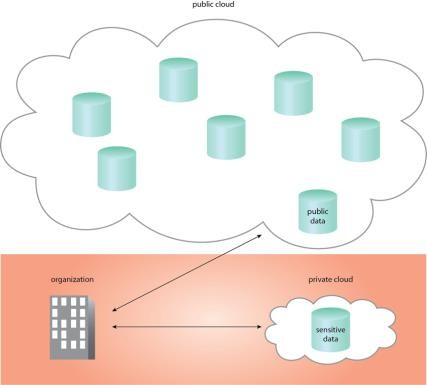 public cloud
public
data
organization
private cloud
sensitive
data